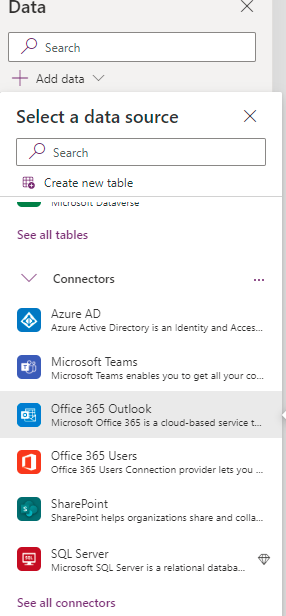 Data
Search
Add data
Select a data source
Search
Create new table
Microsoft Dataverse
See all tables
Connectors
Azure AD
Azure Active Directory is an Identity and Acces...
Microsoft Teams
Microsoft Teams enables you to get all your co...
Office 365 Outlook
Microsoft Office 365 is a cloud-based service t...
Office 365 Users
Office 365 Users Connection provider lets you ...
SharePoint
SharePoint helps organizations share and colla...
SQL Server
Microsoft SQL Server is a relational databa...
See all connectors